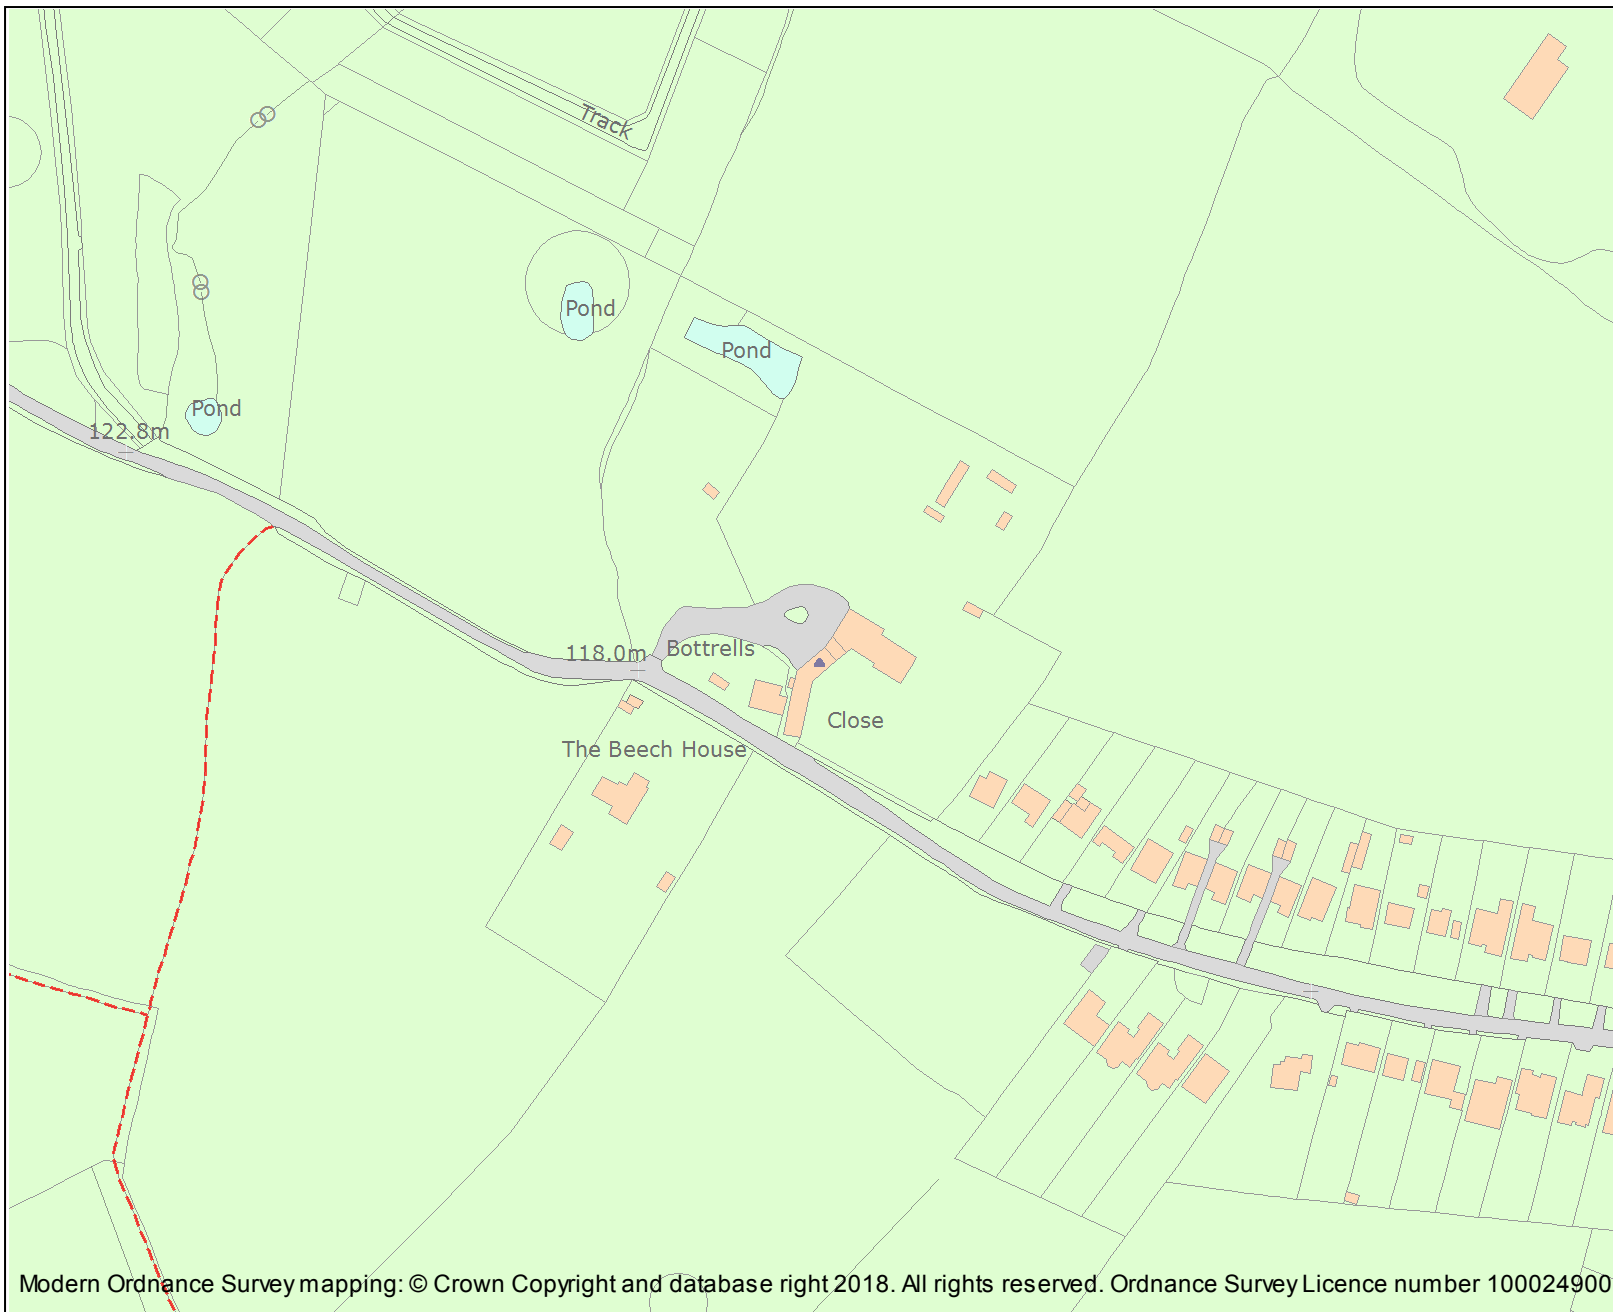 Track
Pond
Pond
Pond
122.8m
118.0m
Bottrells
Close
The Beech House
Modern Ordnance Survey mapping: © Crown Copyright and database right 2018. All rights reserved. Ordnance Survey Licence number 100024900